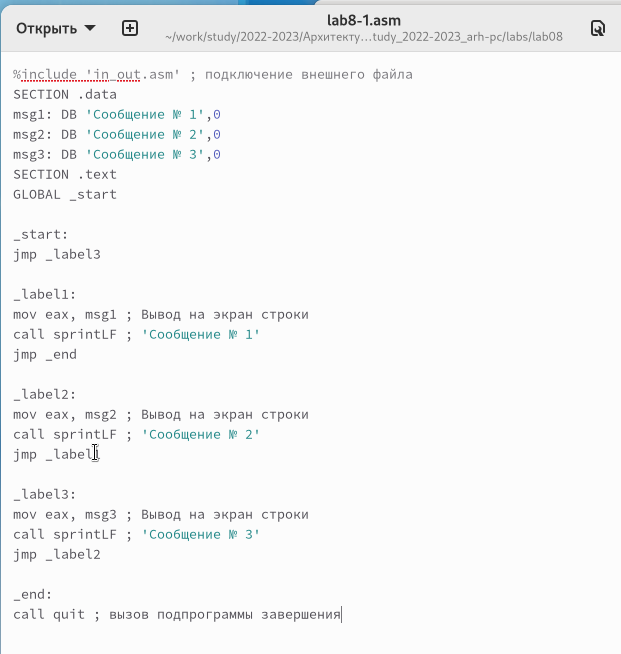 Открыть
lab8-1.asm
~/work/study/2022-2023/Архитекту…tudy_2022-2023_arh-pc/labs/lab08
%include 'in_out.asm' ; подключение внешнего файла
SECTION .data
msg1: DB 'Сообщение № 1',0
msg2: DB 'Сообщение № 2',0
msg3: DB 'Сообщение № 3',0
SECTION .text
GLOBAL _start
_start:
jmp _label3
_label1:
mov eax, msg1 ; Вывод на экран строки
call sprintLF ; 'Сообщение № 1'
jmp _end
_label2:
mov eax, msg2 ; Вывод на экран строки
call sprintLF ; 'Сообщение № 2'
jmp _label1
_label3:
mov eax, msg3 ; Вывод на экран строки
call sprintLF ; 'Сообщение № 3'
jmp _label2
_end:
call quit ; вызов подпрограммы завершения